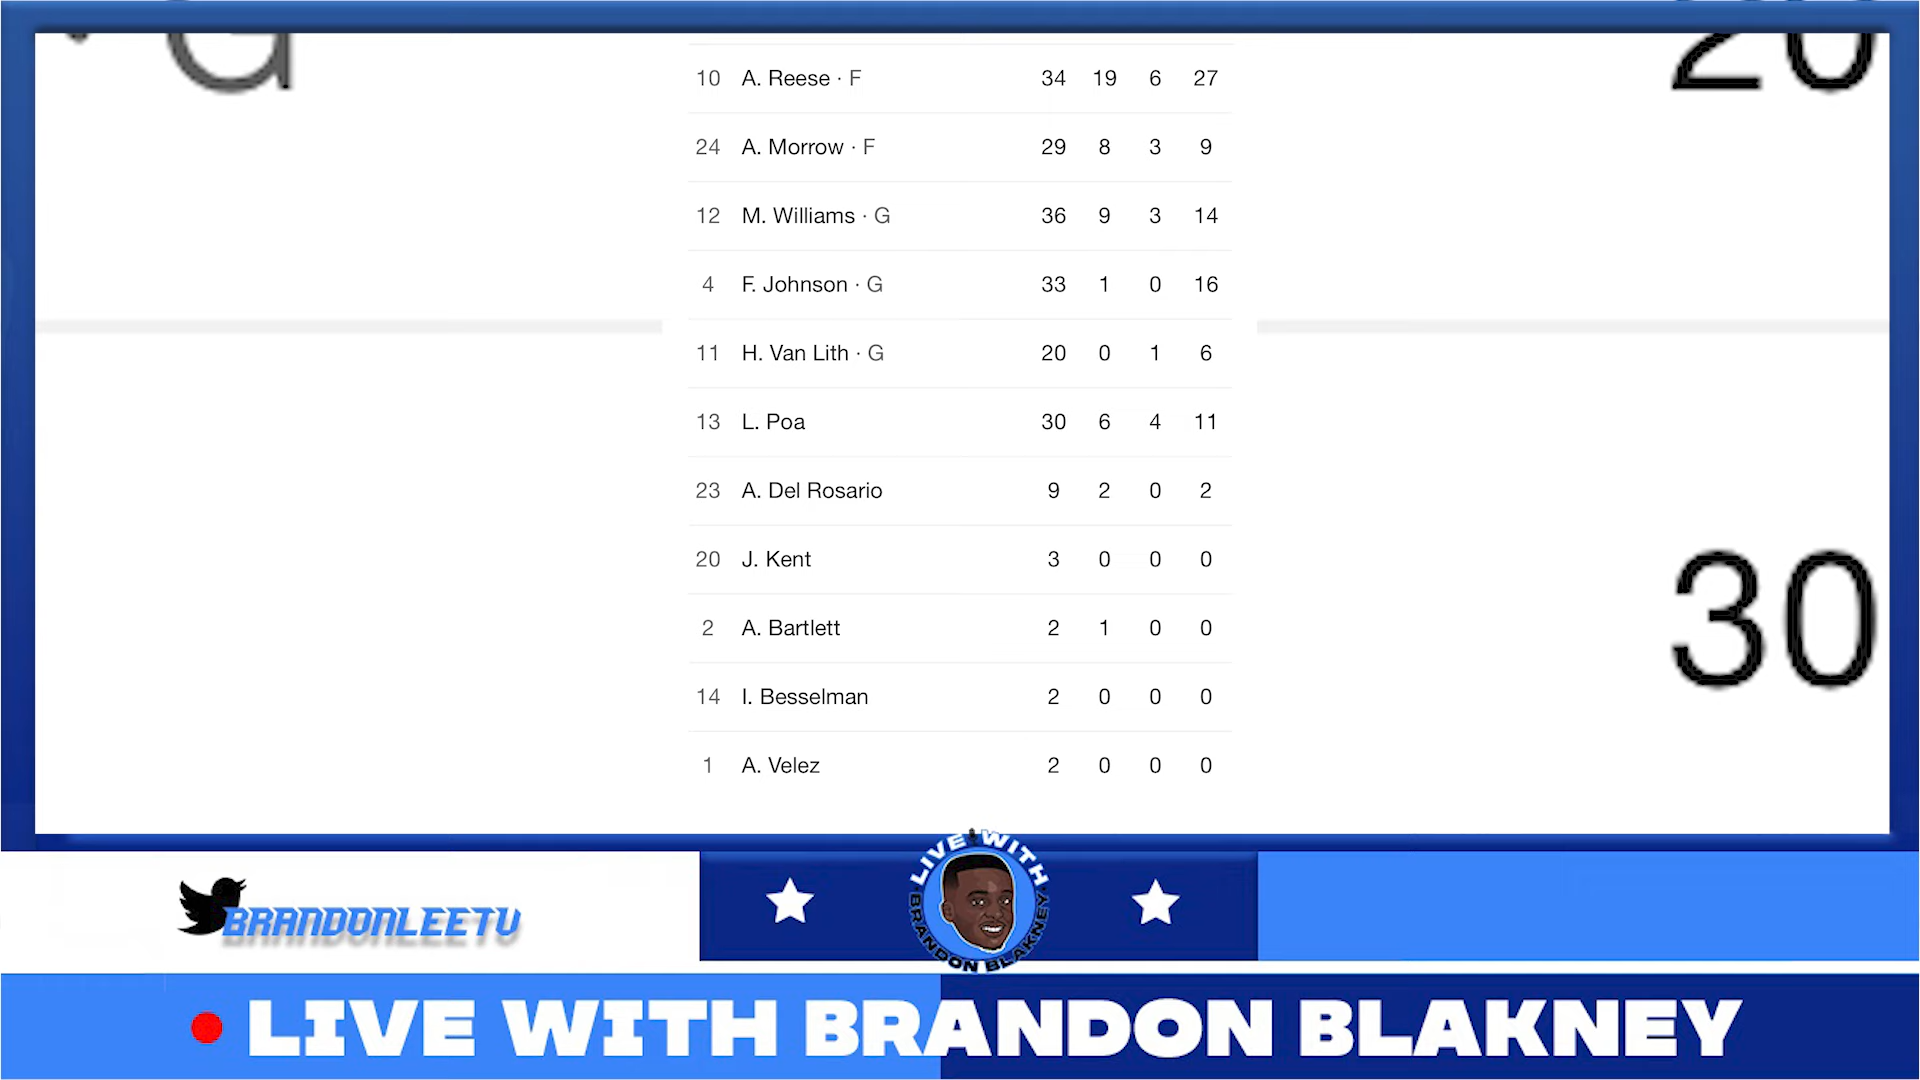 G
20
10 A. Reese · F 34 19 6 27
24 A. Morrow · F 29 8 3 9
12 M. Williams · G 36 9 3 14
4 F. Johnson · G 33 1 0 16
11 H. Van Lith · G 20 0 1 6
13 L. Poa 30 6 4 11
23 A. Del Rosario 9 2 0 2
20 J. Kent 3 0 0 0
30
2 A. Bartlett 2 1 0 0
14 I. Besselman 2 0 0 0
1 A. Velez 2 0 0 0
LIVE WITH
BRANDON BLAKNEY
BRANDONLEETV
LIVE WITH BRANDON BLAKNEY